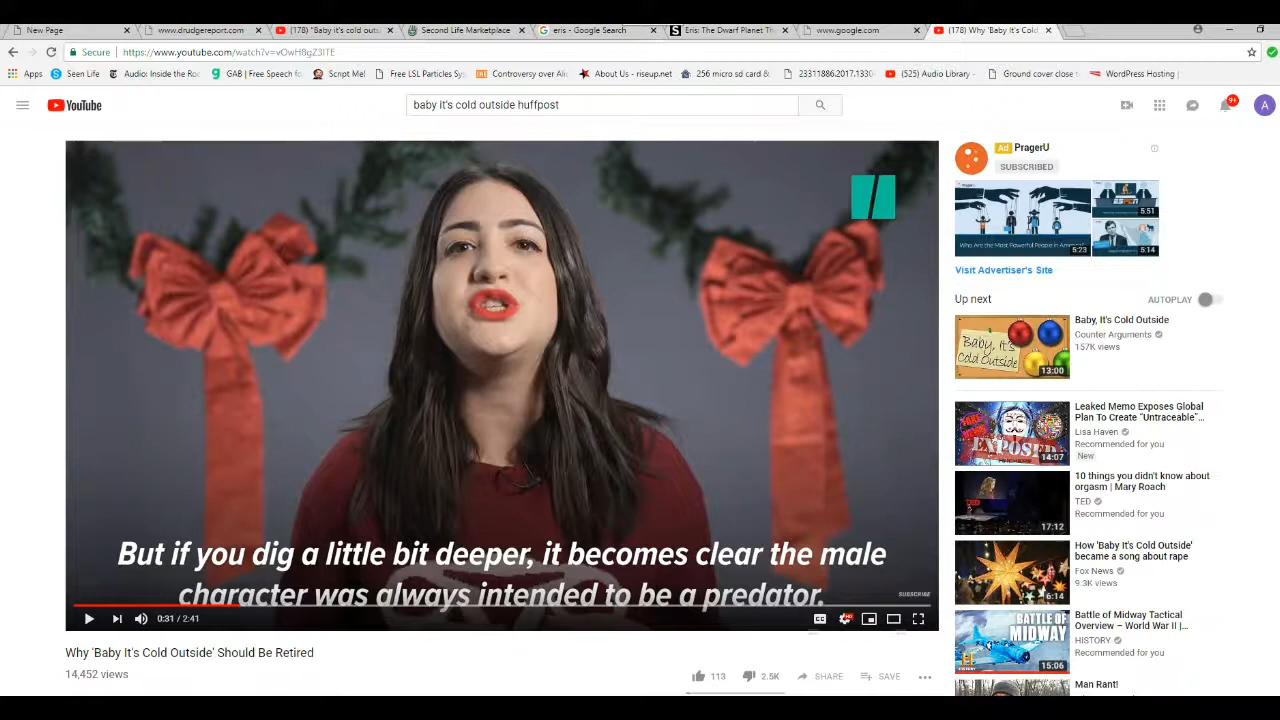 New Page
www.drudgereport.com
(178) "Baby it's cold outs
Second Life Marketplace
eris - Google Search
Eris: The Dwarf Planet Th
www.google.com
(178) Why 'Baby It's Cold
Secure
https://www.youtube.com/watch?v=vOwH8gZ3ITE
Apps
Seen Life
Audio: Inside the Ro
GAB | Free Speech fo
Script Mel
Free LSL Particles Sy
Controversy over Ali
About Us - riseup.net
256 micro sd card &
23311886.2017.1330
(525) Audio Library -
Ground cover close t
WordPress Hosting |
YouTube
baby it's cold outside huffpost
9+
A
But if you dig a little bit deeper, it becomes clear the male
character was always intended to be a predator.
SUBSCRIBE
0:31 / 2:41
Why 'Baby It's Cold Outside' Should Be Retired
14,452 views
113
2.5K
SHARE
SAVE
Ad PragerU
SUBSCRIBED
Who Are the Most Powerful People in America?
5:23
ESPN
5:51
5:14
Visit Advertiser's Site
Up next
AUTOPLAY
Baby, It's Cold Outside
13:00
Baby, It's Cold Outside
Counter Arguments
157K views
EXPOSED
14:07
Leaked Memo Exposes Global
Plan To Create "Untraceable"...
Lisa Haven
Recommended for you
New
17:12
10 things you didn't know about
orgasm | Mary Roach
TED
Recommended for you
6:14
How 'Baby It's Cold Outside'
became a song about rape
Fox News
9.3K views
BATTLE OF
MIDWAY
H
HISTORY
15:06
Battle of Midway Tactical
Overview – World War II |...
HISTORY
Recommended for you
Man Rant!